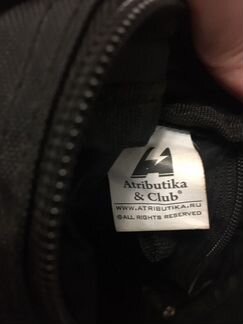 Atributika
& Club®
WWW.ATRIBUTIKA.RU
©ALL RIGHTS RESERVED